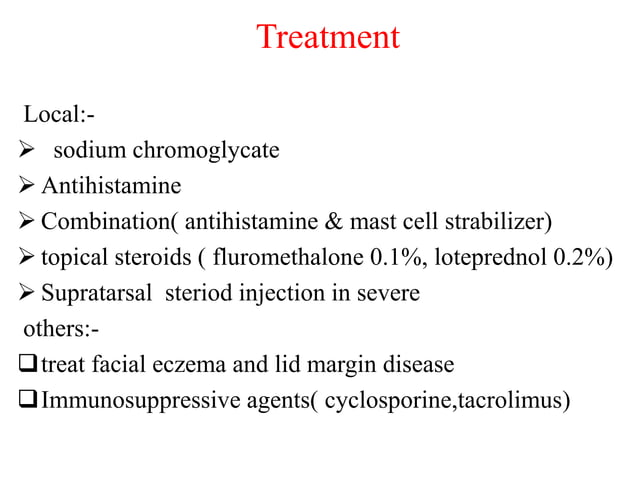 Treatment
Local:-
➢ sodium chromoglycate
➢ Antihistamine
➢ Combination( antihistamine & mast cell strabilizer)
➢ topical steroids ( fluromethalone 0.1%, loteprednol 0.2%)
➢ Supratarsal steriod injection in severe
others:-
❑treat facial eczema and lid margin disease
❑Immunosuppressive agents( cyclosporine,tacrolimus)